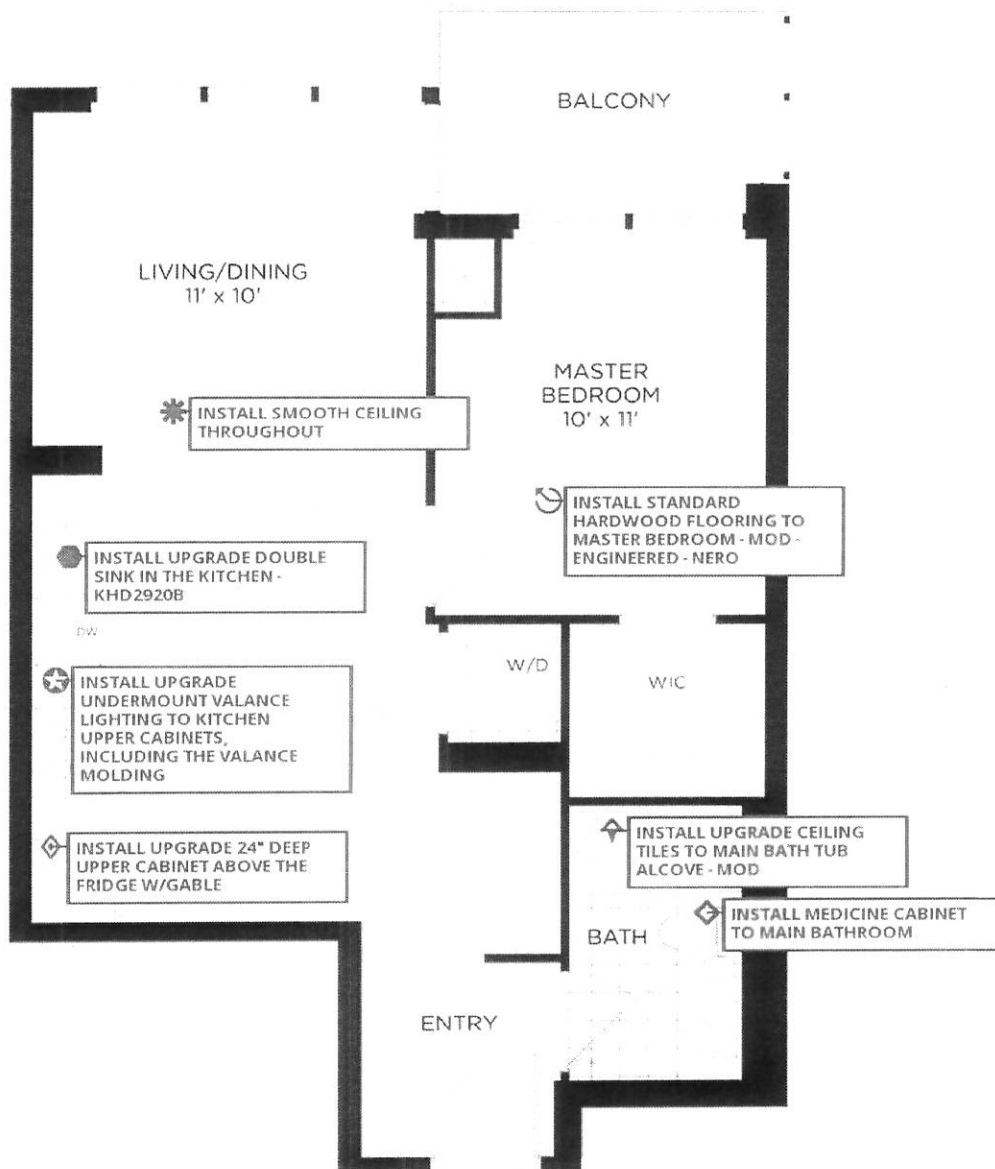 BALCONY
LIVING/DINING
11' x 10'
MASTER
BEDROOM
10' x 11'
INSTALL SMOOTH CEILING
THROUGHOUT
INSTALL STANDARD
HARDWOOD FLOORING TO
MASTER BEDROOM - MOD -
ENGINEERED - NERO
INSTALL UPGRADE DOUBLE
SINK IN THE KITCHEN -
KHD2920B
DW
W/D
WIC
INSTALL UPGRADE
UNDERMOUNT VALANCE
LIGHTING TO KITCHEN
UPPER CABINETS,
INCLUDING THE VALANCE
MOLDING
INSTALL UPGRADE 24" DEEP
UPPER CABINET ABOVE THE
FRIDGE W/GABLE
INSTALL UPGRADE CEILING
TILES TO MAIN BATH TUB
ALCOVE - MOD
INSTALL MEDICINE CABINET
TO MAIN BATHROOM
BATH
ENTRY